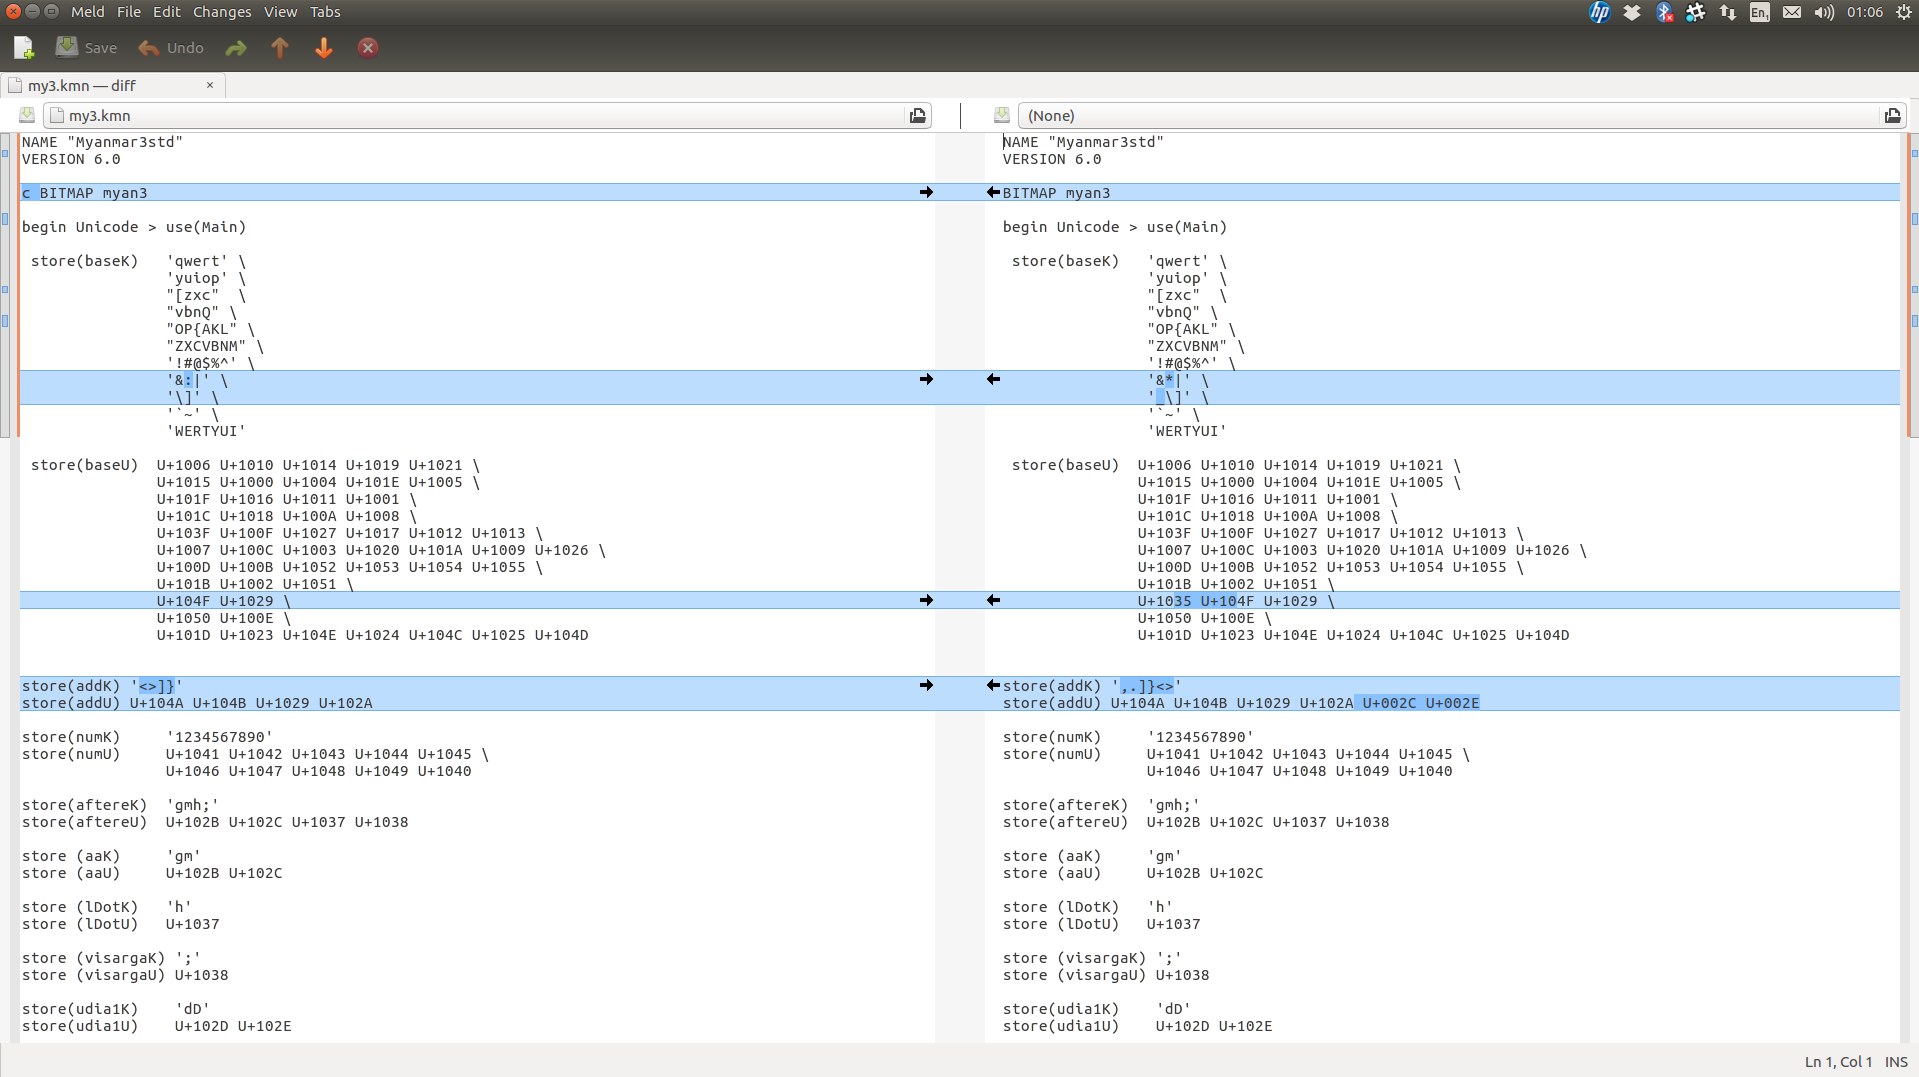 Meld File Edit Changes View Tabs
En1 01:06
Save Undo
my3.kmn — diff ×
my3.kmn
(None)
NAME "Myanmar3std"
VERSION 6.0
c BITMAP myan3
begin Unicode > use(Main)
store(baseK) 'qwert' \
'yuiop' \
"[zxc" \
"vbnQ" \
"OP{AKL" \
"ZXCVBNM" \
'!#@$%^' \
'&:|' \
'\]' \
'`~' \
'WERTYUI'
store(baseU) U+1006 U+1010 U+1014 U+1019 U+1021 \
U+1015 U+1000 U+1004 U+101E U+1005 \
U+101F U+1016 U+1011 U+1001 \
U+101C U+1018 U+100A U+1008 \
U+103F U+100F U+1027 U+1017 U+1012 U+1013 \
U+1007 U+100C U+1003 U+1020 U+101A U+1009 U+1026 \
U+100D U+100B U+1052 U+1053 U+1054 U+1055 \
U+101B U+1002 U+1051 \
U+104F U+1029 \
U+1050 U+100E \
U+101D U+1023 U+104E U+1024 U+104C U+1025 U+104D
store(addK) '<>]}'
store(addU) U+104A U+104B U+1029 U+102A
store(numK) '1234567890'
store(numU) U+1041 U+1042 U+1043 U+1044 U+1045 \
U+1046 U+1047 U+1048 U+1049 U+1040
store(aftereK) 'gmh;'
store(aftereU) U+102B U+102C U+1037 U+1038
store (aaK) 'gm'
store (aaU) U+102B U+102C
store (lDotK) 'h'
store (lDotU) U+1037
store (visargaK) ';'
store (visargaU) U+1038
store(udia1K) 'dD'
store(udia1U) U+102D U+102E
NAME "Myanmar3std"
VERSION 6.0
BITMAP myan3
begin Unicode > use(Main)
store(baseK) 'qwert' \
'yuiop' \
"[zxc" \
"vbnQ" \
"OP{AKL" \
"ZXCVBNM" \
'!#@$%^' \
'&*|' \
'_\]' \
'`~' \
'WERTYUI'
store(baseU) U+1006 U+1010 U+1014 U+1019 U+1021 \
U+1015 U+1000 U+1004 U+101E U+1005 \
U+101F U+1016 U+1011 U+1001 \
U+101C U+1018 U+100A U+1008 \
U+103F U+100F U+1027 U+1017 U+1012 U+1013 \
U+1007 U+100C U+1003 U+1020 U+101A U+1009 U+1026 \
U+100D U+100B U+1052 U+1053 U+1054 U+1055 \
U+101B U+1002 U+1051 \
U+1035 U+104F U+1029 \
U+1050 U+100E \
U+101D U+1023 U+104E U+1024 U+104C U+1025 U+104D
store(addK) ',.]}<>'
store(addU) U+104A U+104B U+1029 U+102A U+002C U+002E
store(numK) '1234567890'
store(numU) U+1041 U+1042 U+1043 U+1044 U+1045 \
U+1046 U+1047 U+1048 U+1049 U+1040
store(aftereK) 'gmh;'
store(aftereU) U+102B U+102C U+1037 U+1038
store (aaK) 'gm'
store (aaU) U+102B U+102C
store (lDotK) 'h'
store (lDotU) U+1037
store (visargaK) ';'
store (visargaU) U+1038
store(udia1K) 'dD'
store(udia1U) U+102D U+102E
Ln 1, Col 1 INS